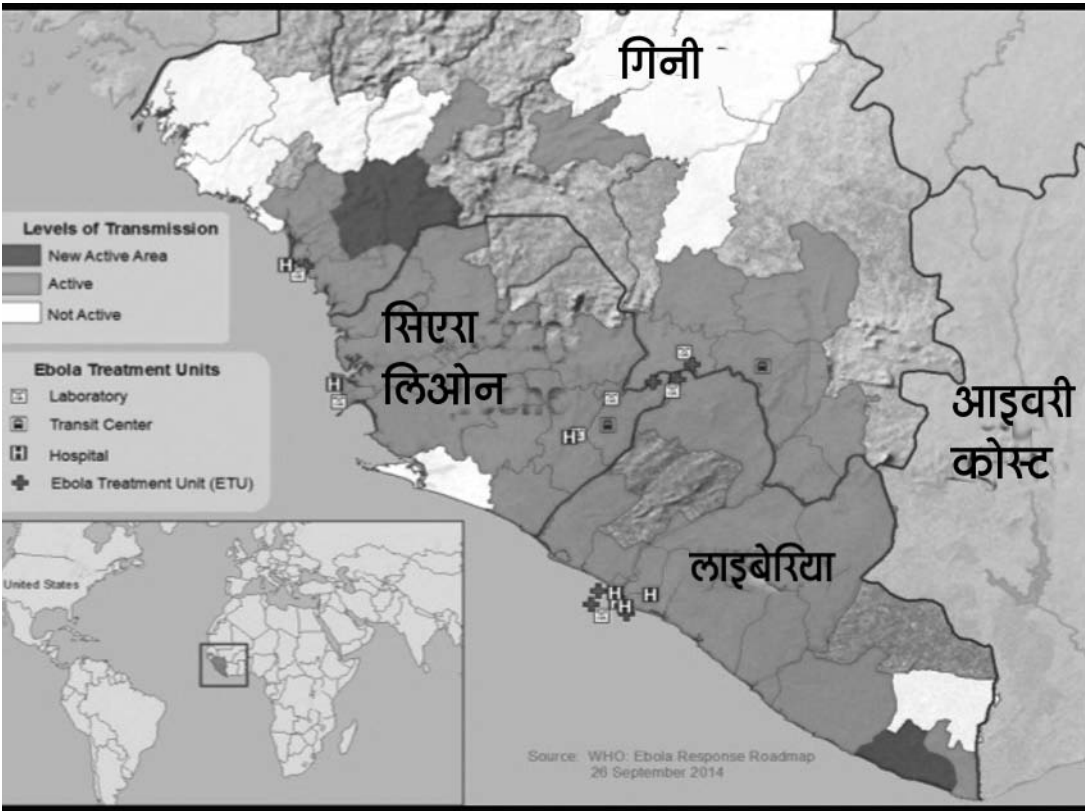 गिनी
Levels of Transmission
New Active Area
Active
Not Active
सिएरा
लिओन
Ebola Treatment Units
Laboratory
Transit Center
Hospital
Ebola Treatment Unit (ETU)
आइवरी
कोस्ट
लाइबेरिया
United States
Source: WHO: Ebola Response Roadmap
26 September 2014